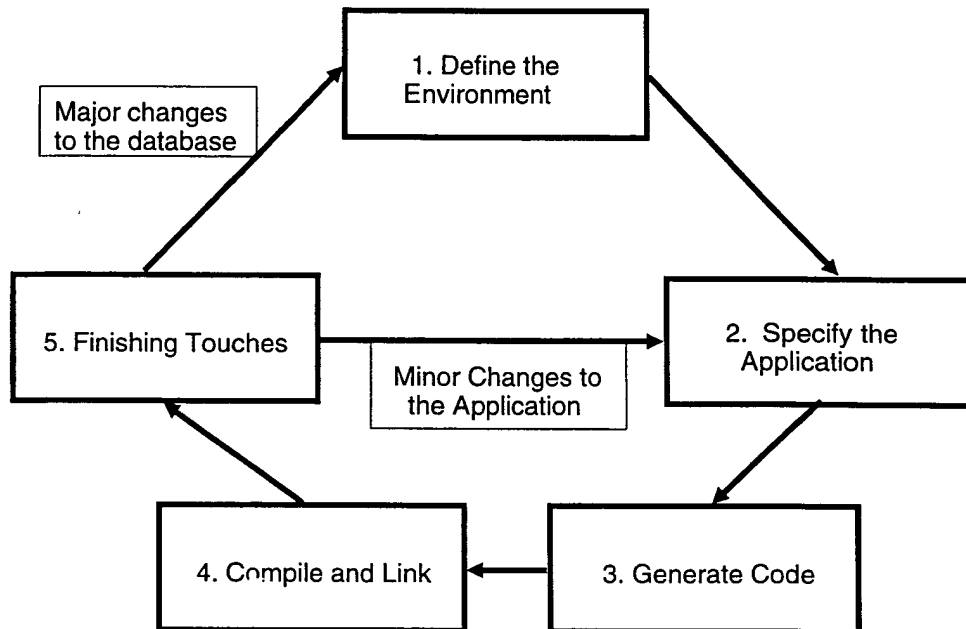 1. Define the
Environment
Major changes
to the database
5. Finishing Touches
2. Specify the
Application
Minor Changes to
the Application
4. Compile and Link
3. Generate Code